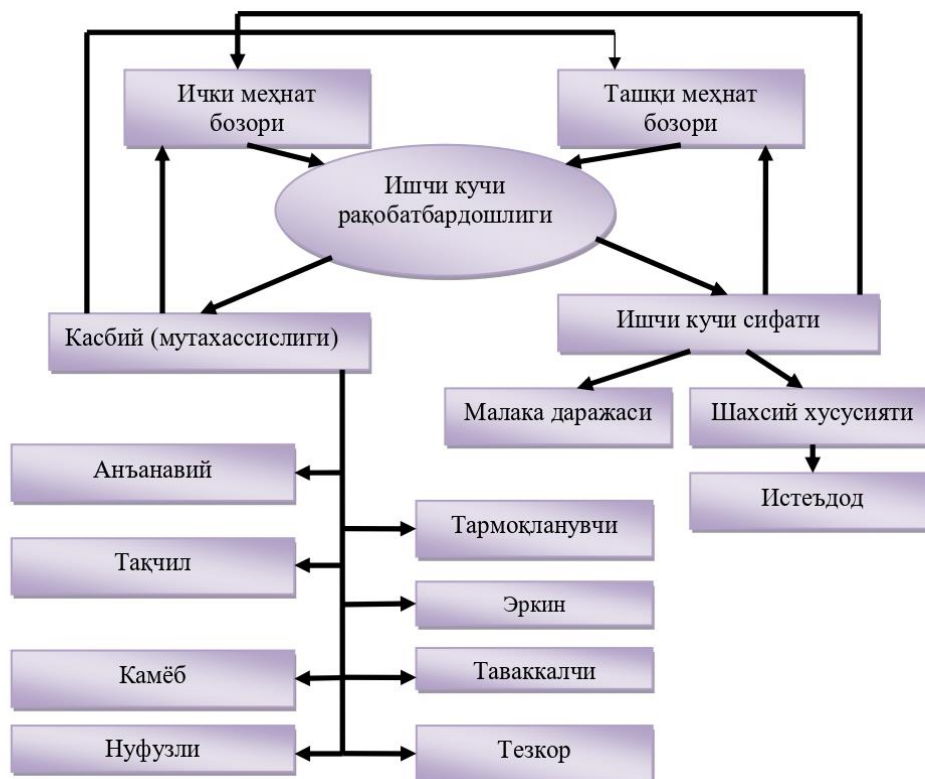 Ички меҳнат
бозори
Ташқи меҳнат
бозори
Ишчи кучи
рақобатбардошлиги
Касбий (мутахассислиги)
Ишчи кучи сифати
Малака даражаси
Шахсий хусусияти
Истеъдод
Анъанавий
Тармоқланувчи
Тақчил
Эркин
Камёб
Таваккалчи
Нуфузли
Тезкор